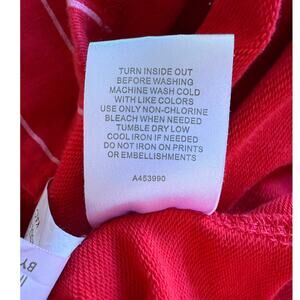 TURN INSIDE OUT
BEFORE WASHING
MACHINE WASH COLD
WITH LIKE COLORS
USE ONLY NON-CHLORINE
BLEACH WHEN NEEDED
TUMBLE DRY LOW
COOL IRON IF NEEDED
DO NOT IRON ON PRINTS
OR EMBELLISHMENTS
A453990
BY